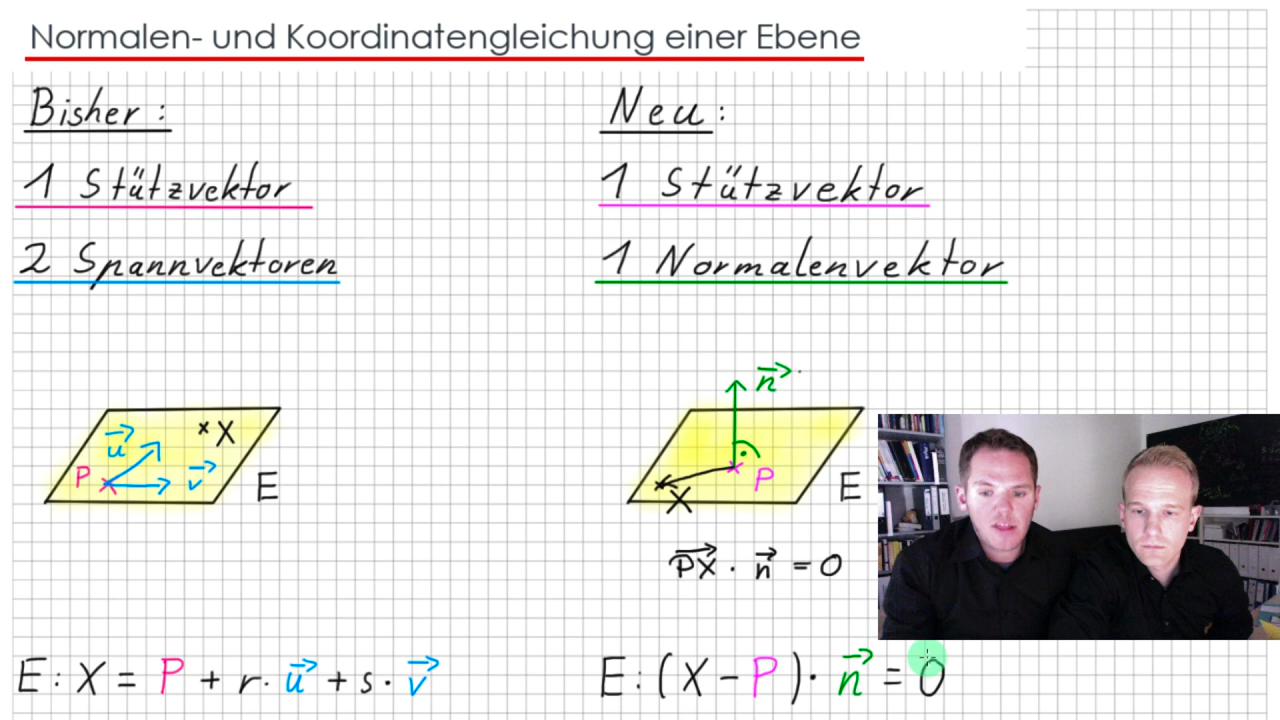 Normalen- und Koordinatengleichung einer Ebene
Bisher:
1 Stützvektor
2 Spannvektoren
u⃗
X
P
v⃗
E
E: X = P + r· u⃗ + s· v⃗
Neu:
1 Stützvektor
1 Normalenvektor
n⃗
P
X
E
PX⃗ · n⃗ = 0
E: (X - P)· n⃗ = 0